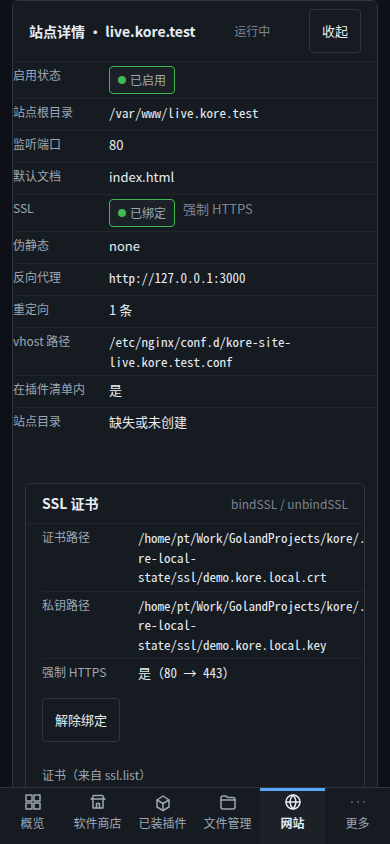 站点详情 • live.kore.test 运行中 收起
启用状态 已启用
站点根目录 /var/www/live.kore.test
监听端口 80
默认文档 index.html
SSL 已绑定 强制 HTTPS
伪静态 none
反向代理 http://127.0.0.1:3000
重定向 1 条
vhost 路径 /etc/nginx/conf.d/kore-site-
live.kore.test.conf
在插件清单内 是
站点目录 缺失或未创建
SSL 证书 bindSSL / unbindSSL
证书路径 /home/pt/Work/GolandProjects/kore/.
re-local-
state/ssl/demo.kore.local.crt
私钥路径 /home/pt/Work/GolandProjects/kore/.
re-local-
state/ssl/demo.kore.local.key
强制 HTTPS 是（80 → 443）
解除绑定
证书（来自 ssl.list）
概览 软件商店 已装插件 文件管理 网站 更多